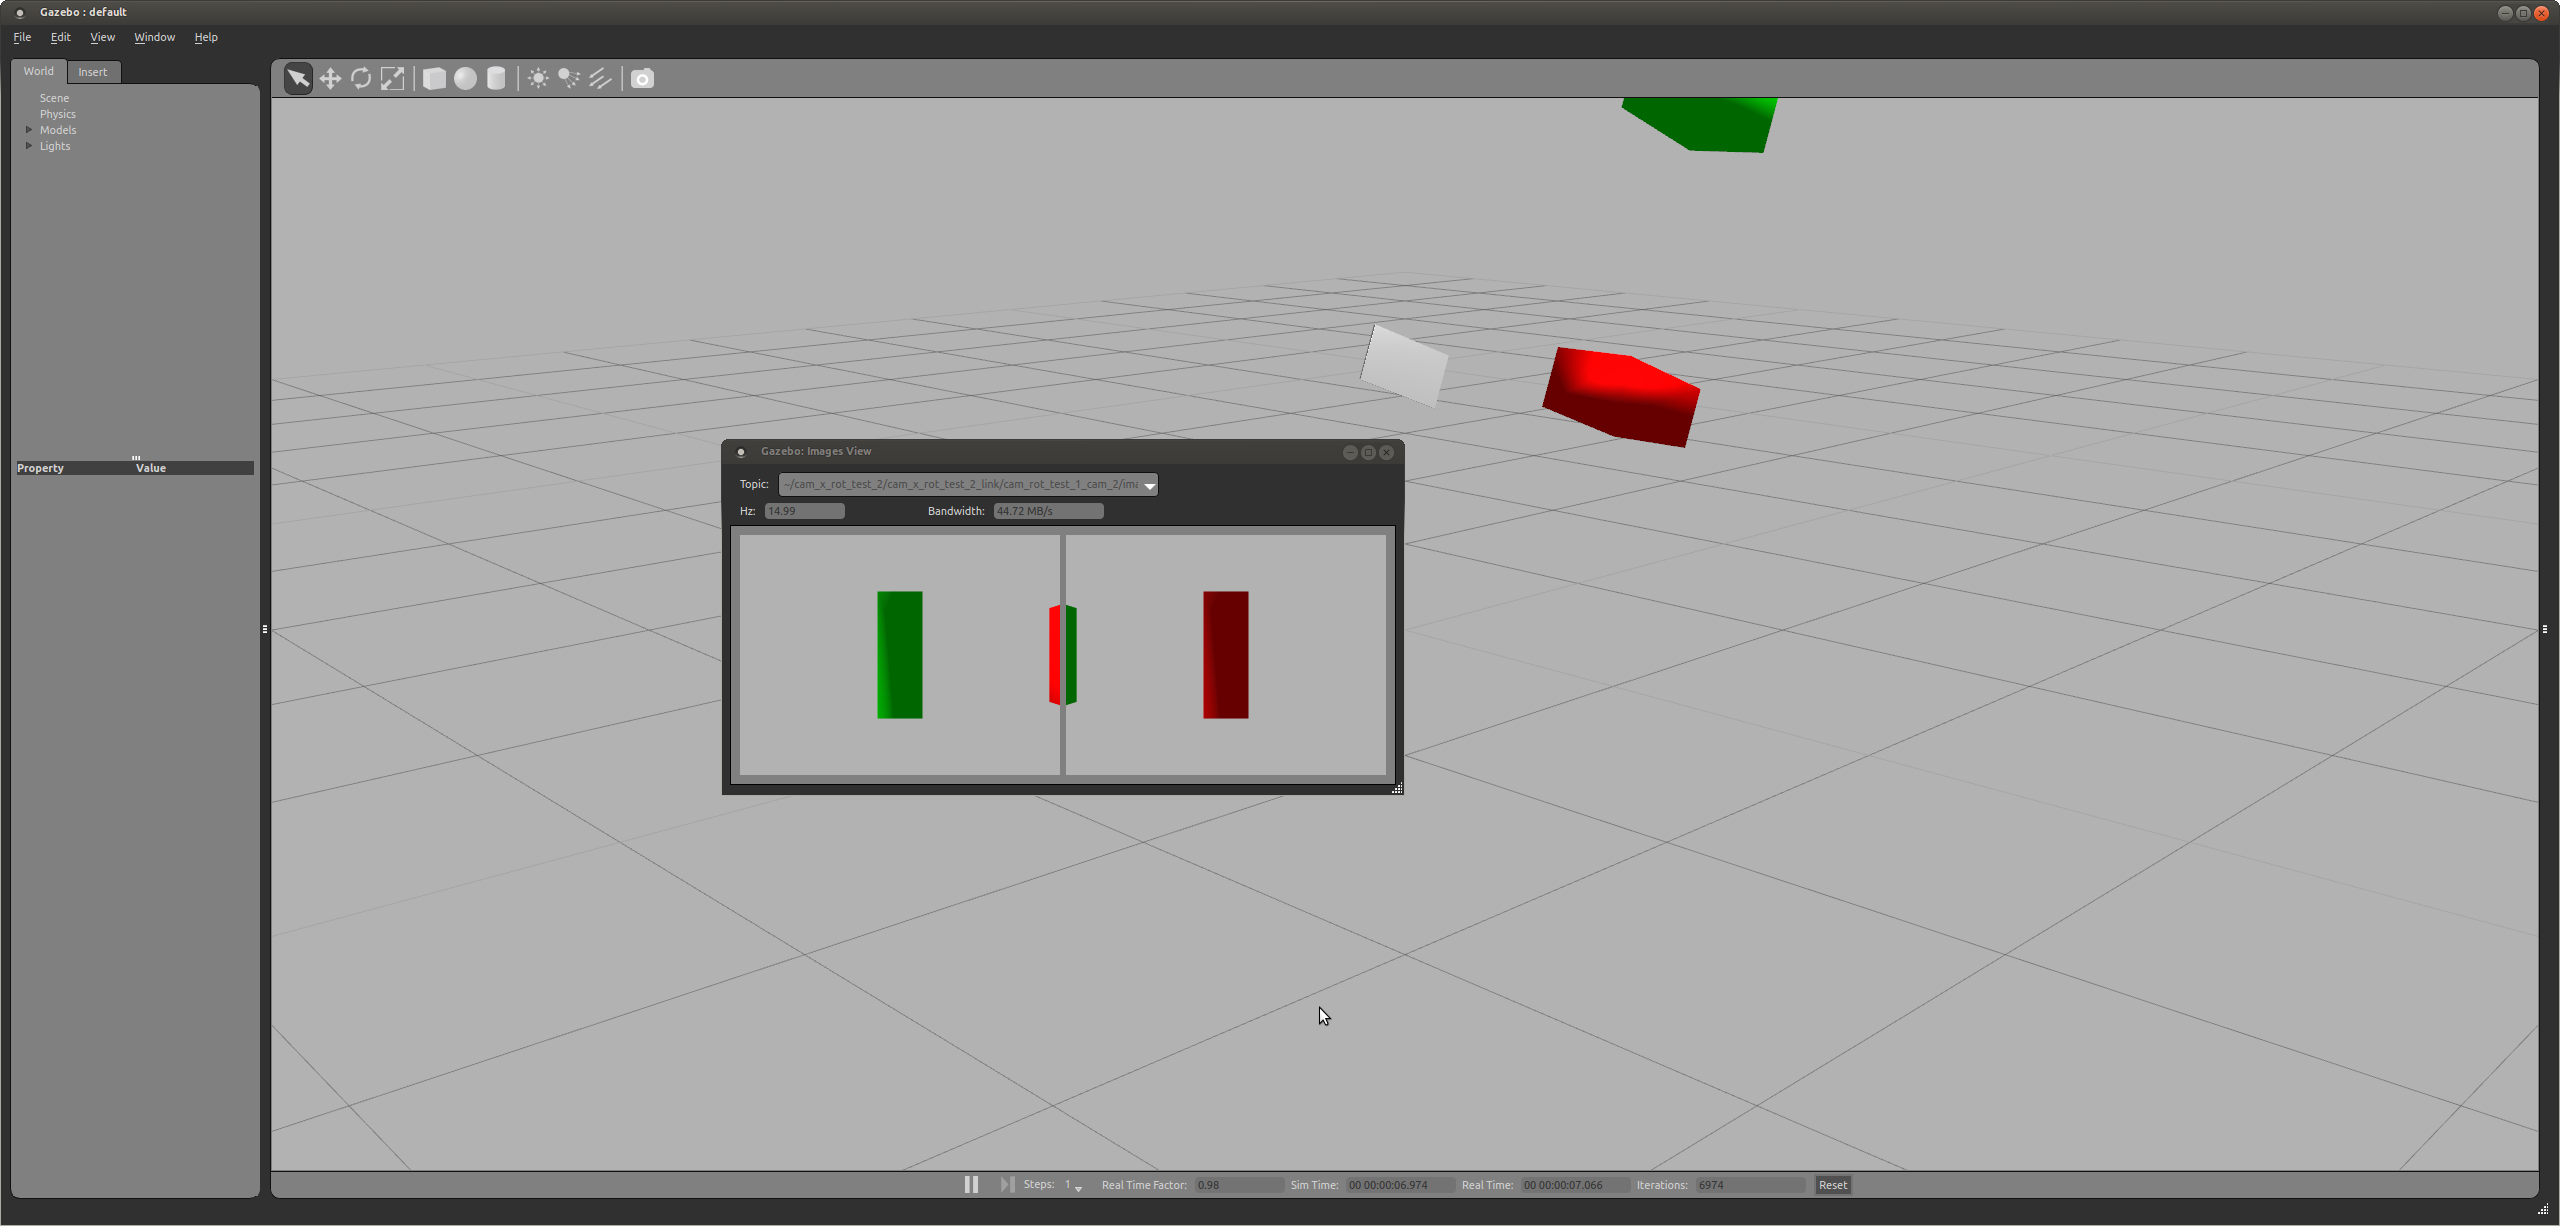 Gazebo : default
File Edit View Window Help
World Insert
Scene
Physics
Models
Lights
Property Value
Gazebo: Images View
Topic: ~/cam_x_rot_test_2/cam_x_rot_test_2_link/cam_rot_test_1_cam_2/ima
Hz: 14.99 Bandwidth: 44.72 MB/s
Steps: 1 Real Time Factor: 0.98 Sim Time: 00 00:00:06.974 Real Time: 00 00:00:07.066 Iterations: 6974 Reset